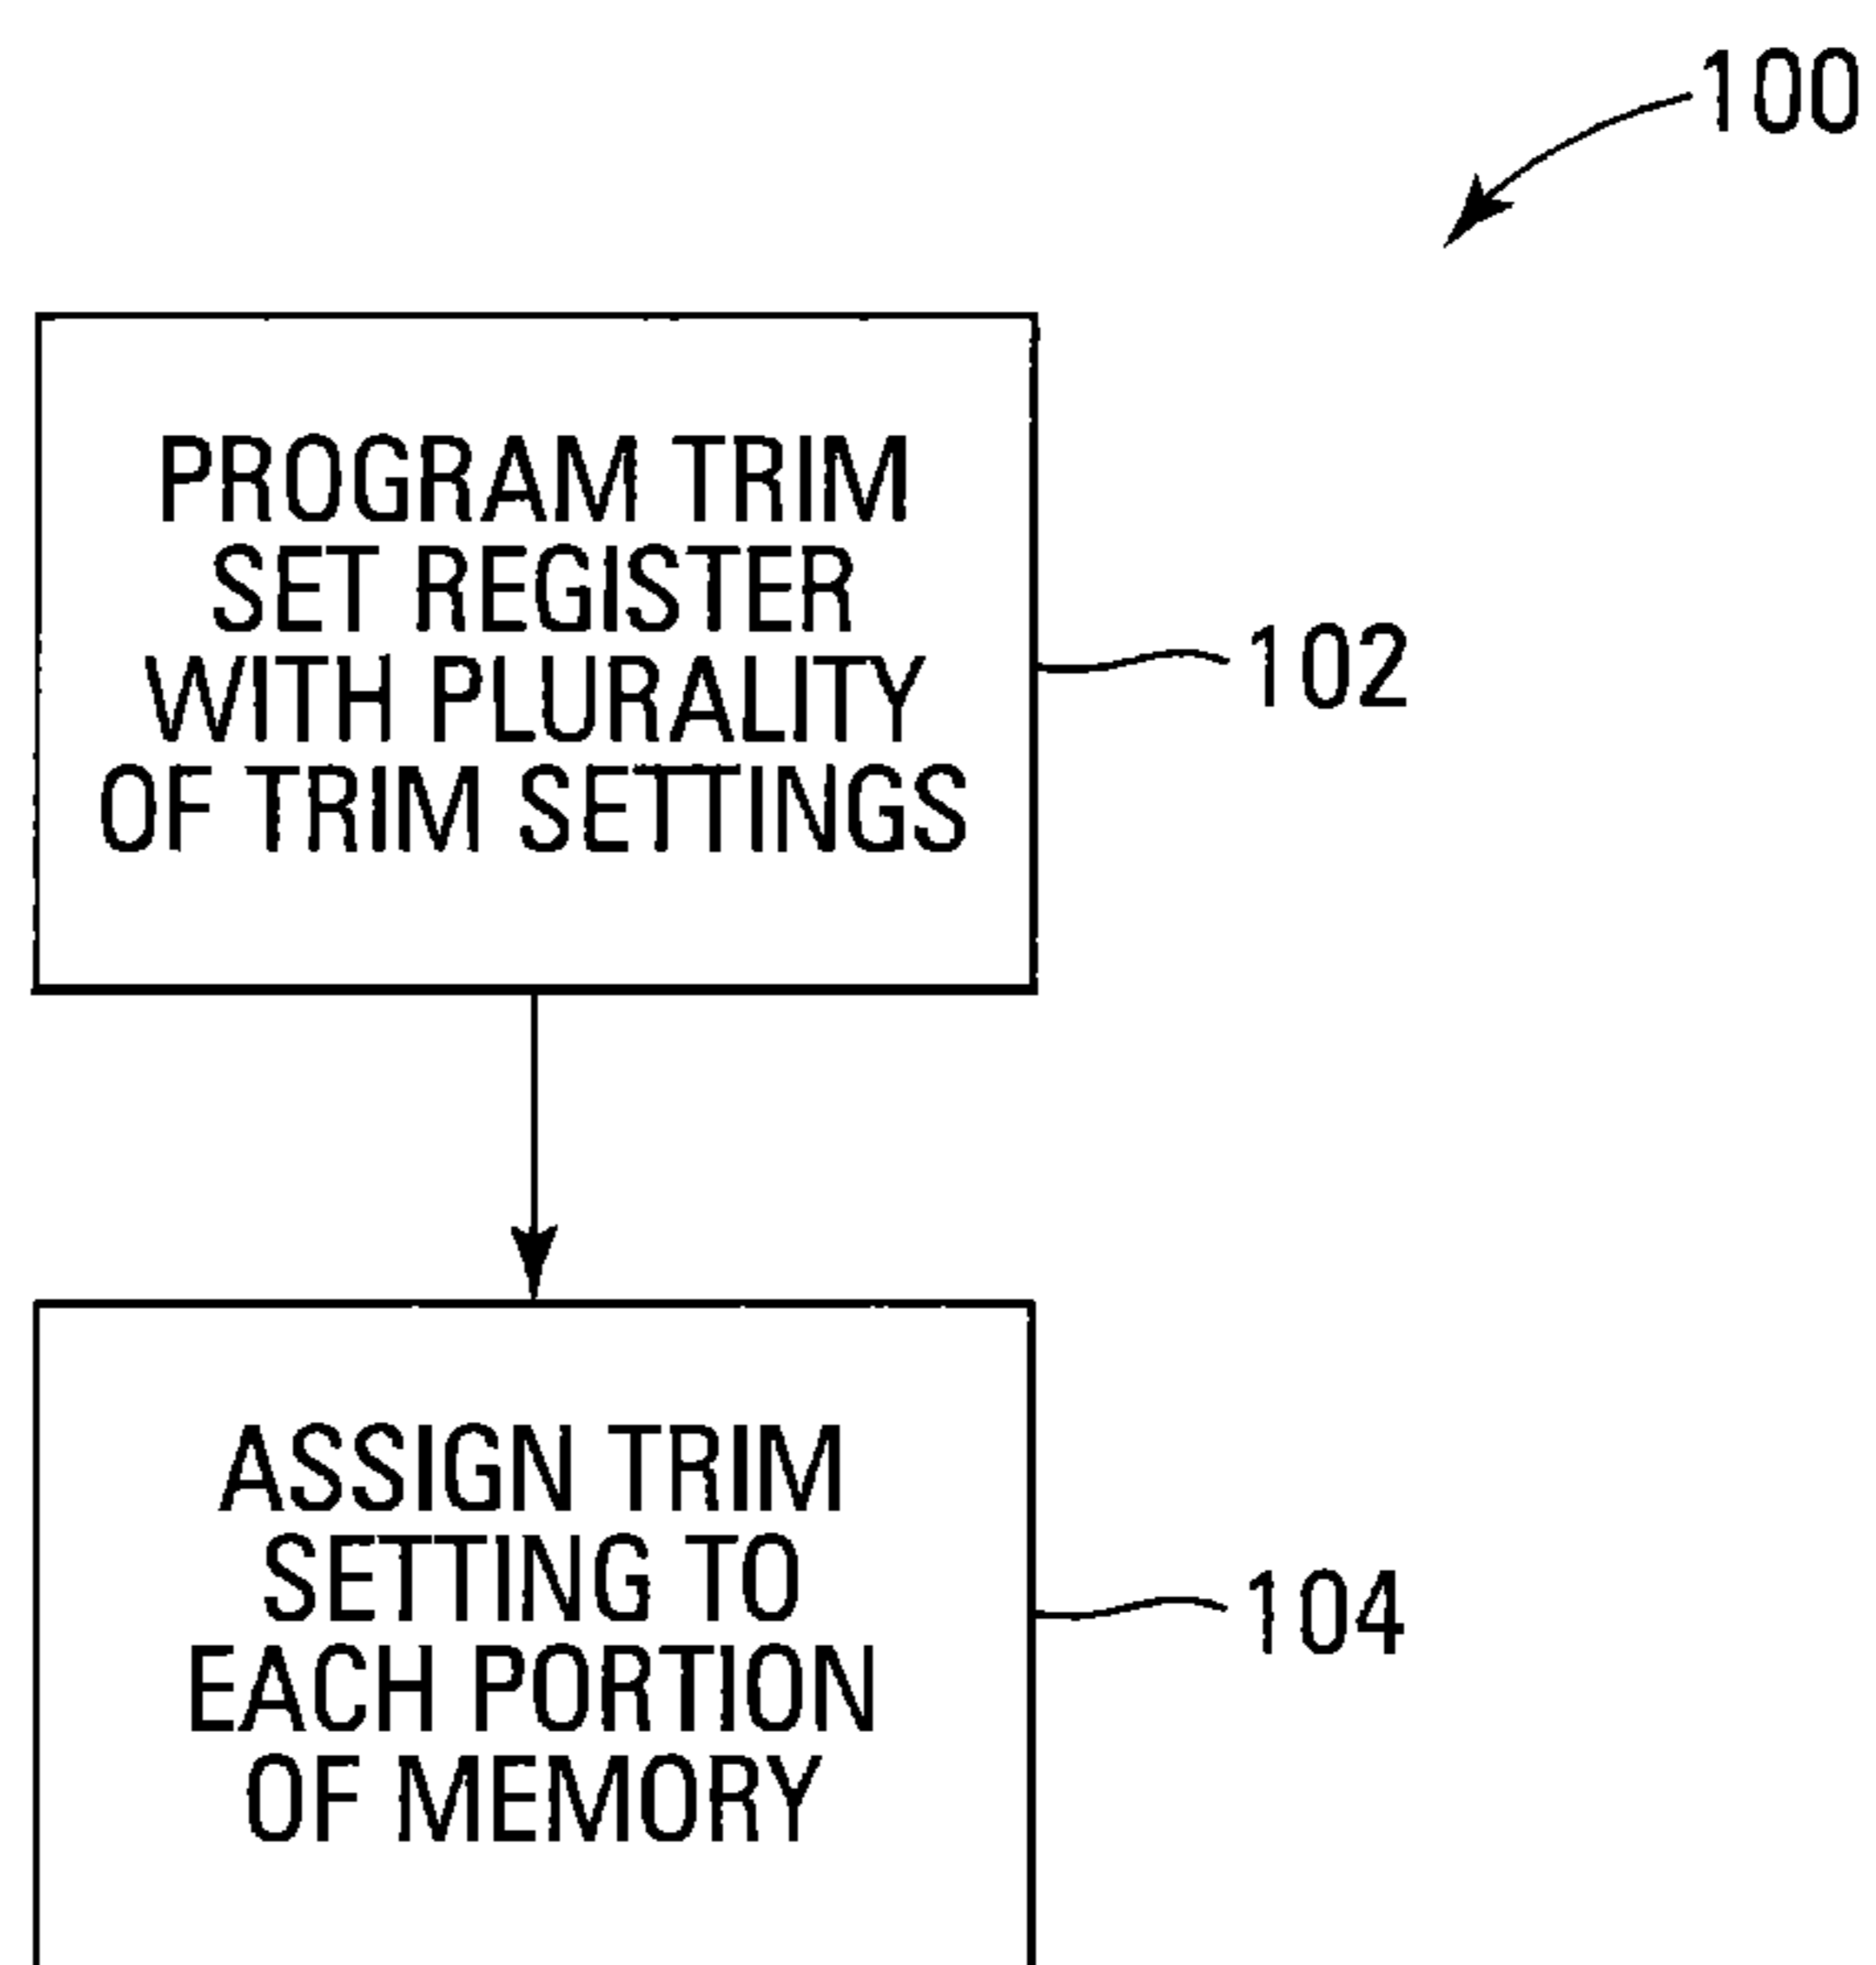 100
PROGRAM TRIM
SET REGISTER
WITH PLURALITY
OF TRIM SETTINGS
102
ASSIGN TRIM
SETTING TO
EACH PORTION
OF MEMORY
104